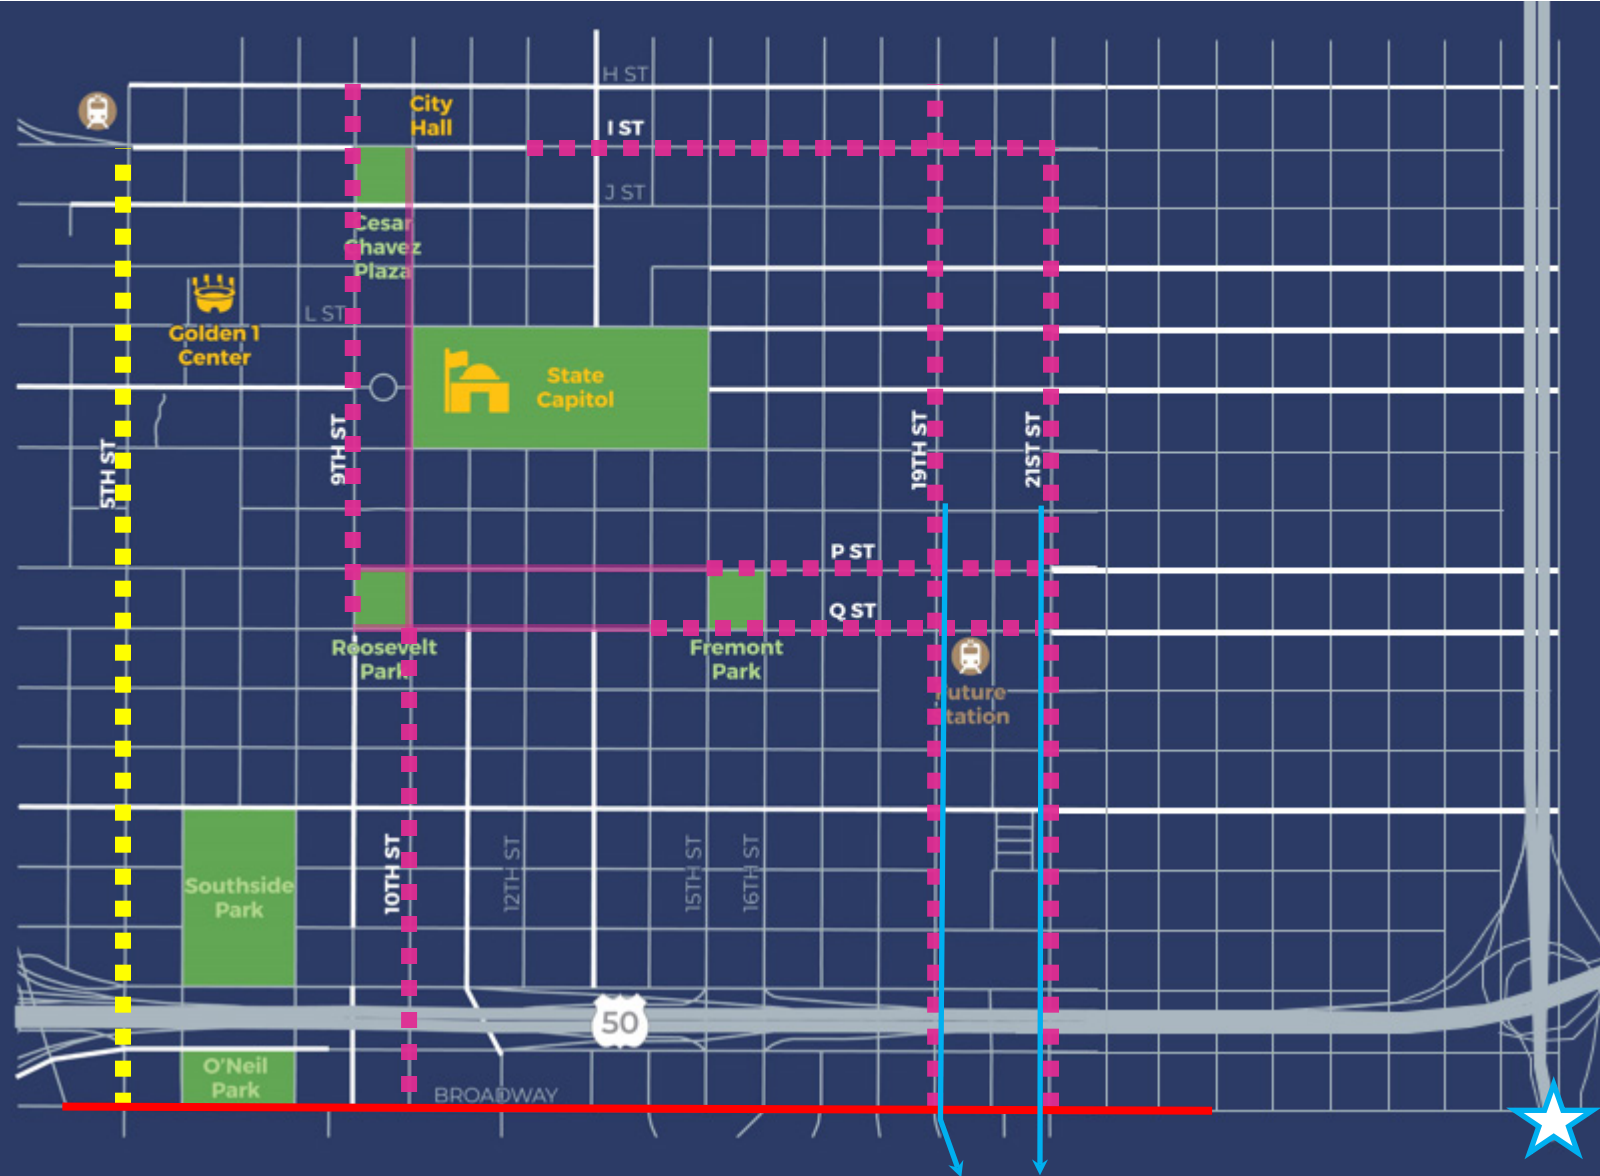 H ST
City
Hall
I ST
J ST
Cesar
Chavez
Plaza
L ST
Golden 1
Center
State
Capitol
5TH ST
9TH ST
19TH ST
21ST ST
P ST
Q ST
Roosevelt
Park
Fremont
Park
Future
Station
10TH ST
12TH ST
15TH ST
16TH ST
Southside
Park
50
O'Neil
Park
BROADWAY